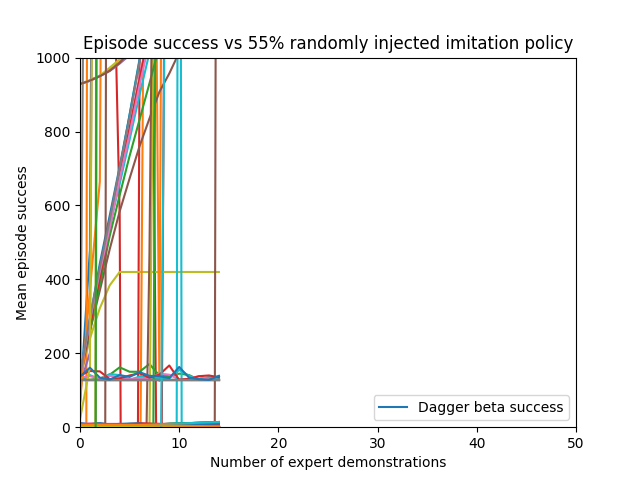 Episode success vs 55% randomly injected imitation policy
Mean episode success
1000
800
600
400
200
0
0 10 20 30 40 50
Number of expert demonstrations
Dagger beta success